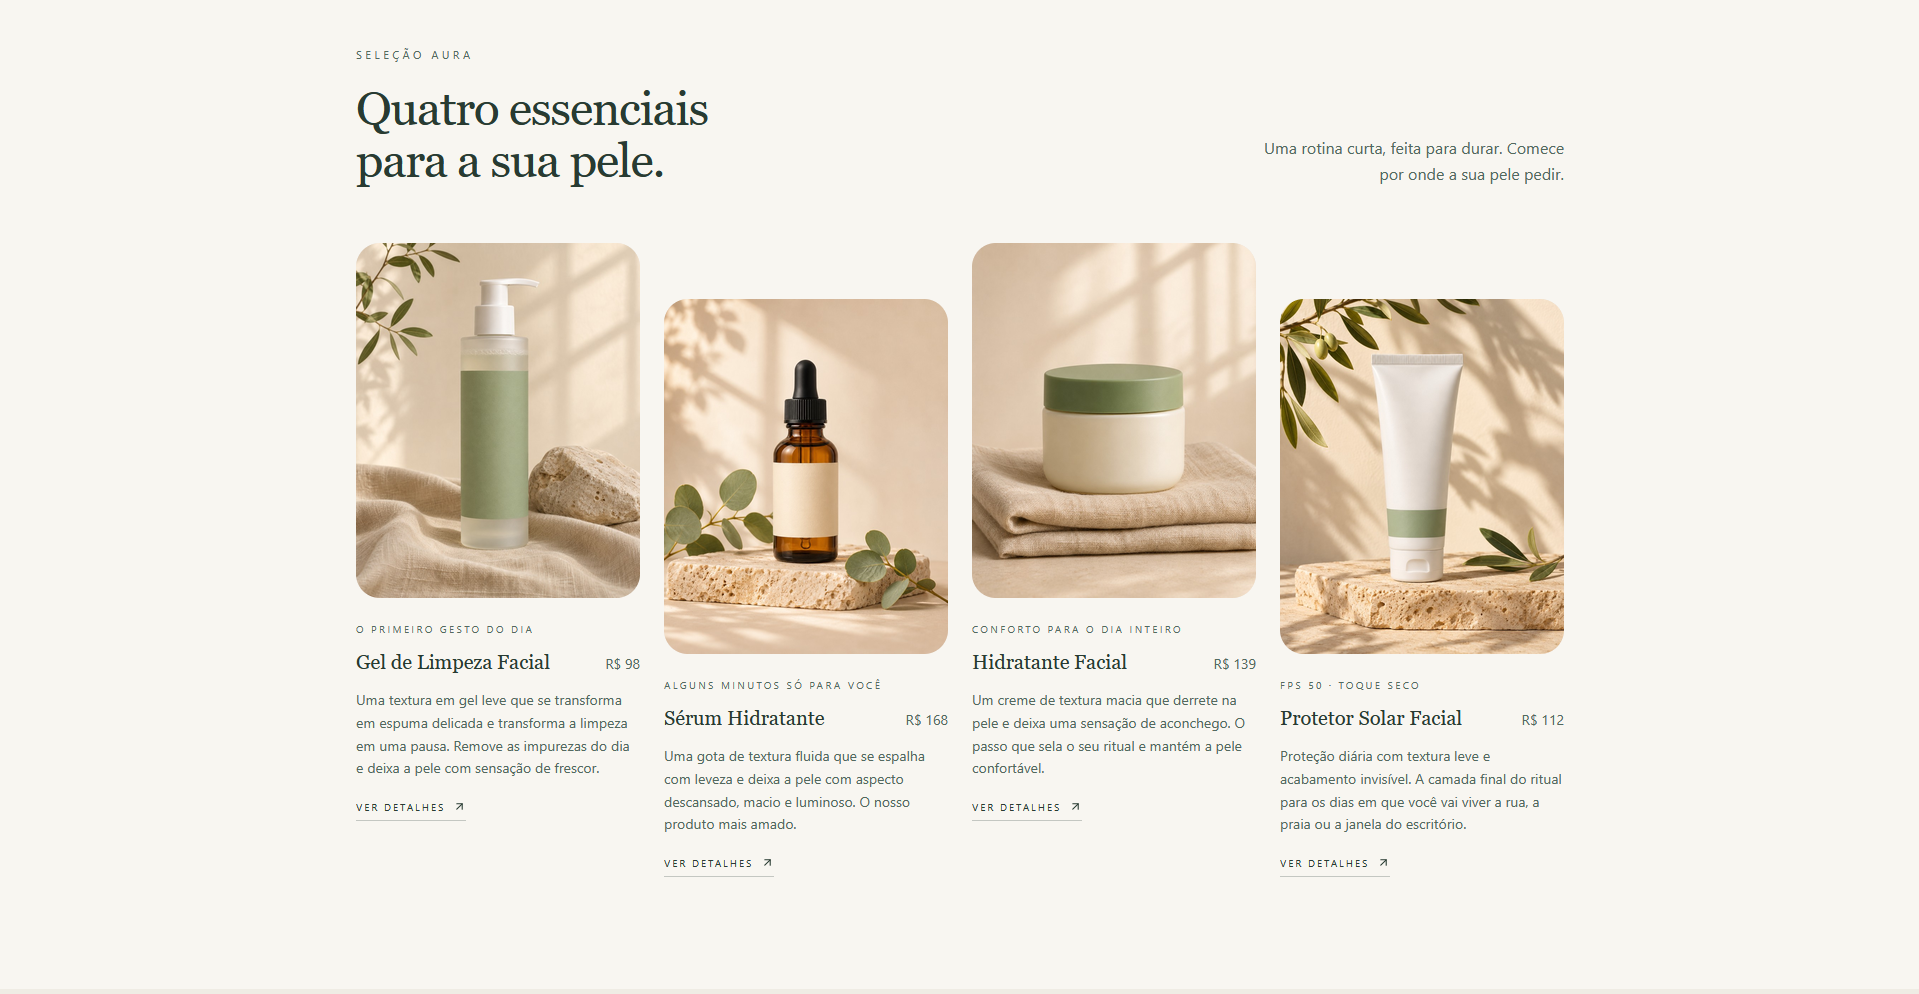 SELEÇÃO AURA
Quatro essenciais
para a sua pele.
Uma rotina curta, feita para durar. Comece
por onde a sua pele pedir.
O PRIMEIRO GESTO DO DIA
Gel de Limpeza Facial R$ 98
Uma textura em gel leve que se transforma
em espuma delicada e transforma a limpeza
em uma pausa. Remove as impurezas do dia
e deixa a pele com sensação de frescor.
VER DETALHES
ALGUNS MINUTOS SÓ PARA VOCÊ
Sérum Hidratante R$ 168
Uma gota de textura fluida que se espalha
com leveza e deixa a pele com aspecto
descansado, macio e luminoso. O nosso
produto mais amado.
VER DETALHES
CONFORTO PARA O DIA INTEIRO
Hidratante Facial R$ 139
Um creme de textura macia que derrete na
pele e deixa uma sensação de aconchego. O
passo que sela o seu ritual e mantém a pele
confortável.
VER DETALHES
FPS 50 · TOQUE SECO
Protetor Solar Facial R$ 112
Proteção diária com textura leve e
acabamento invisível. A camada final do ritual
para os dias em que você vai viver a rua, a
praia ou a janela do escritório.
VER DETALHES